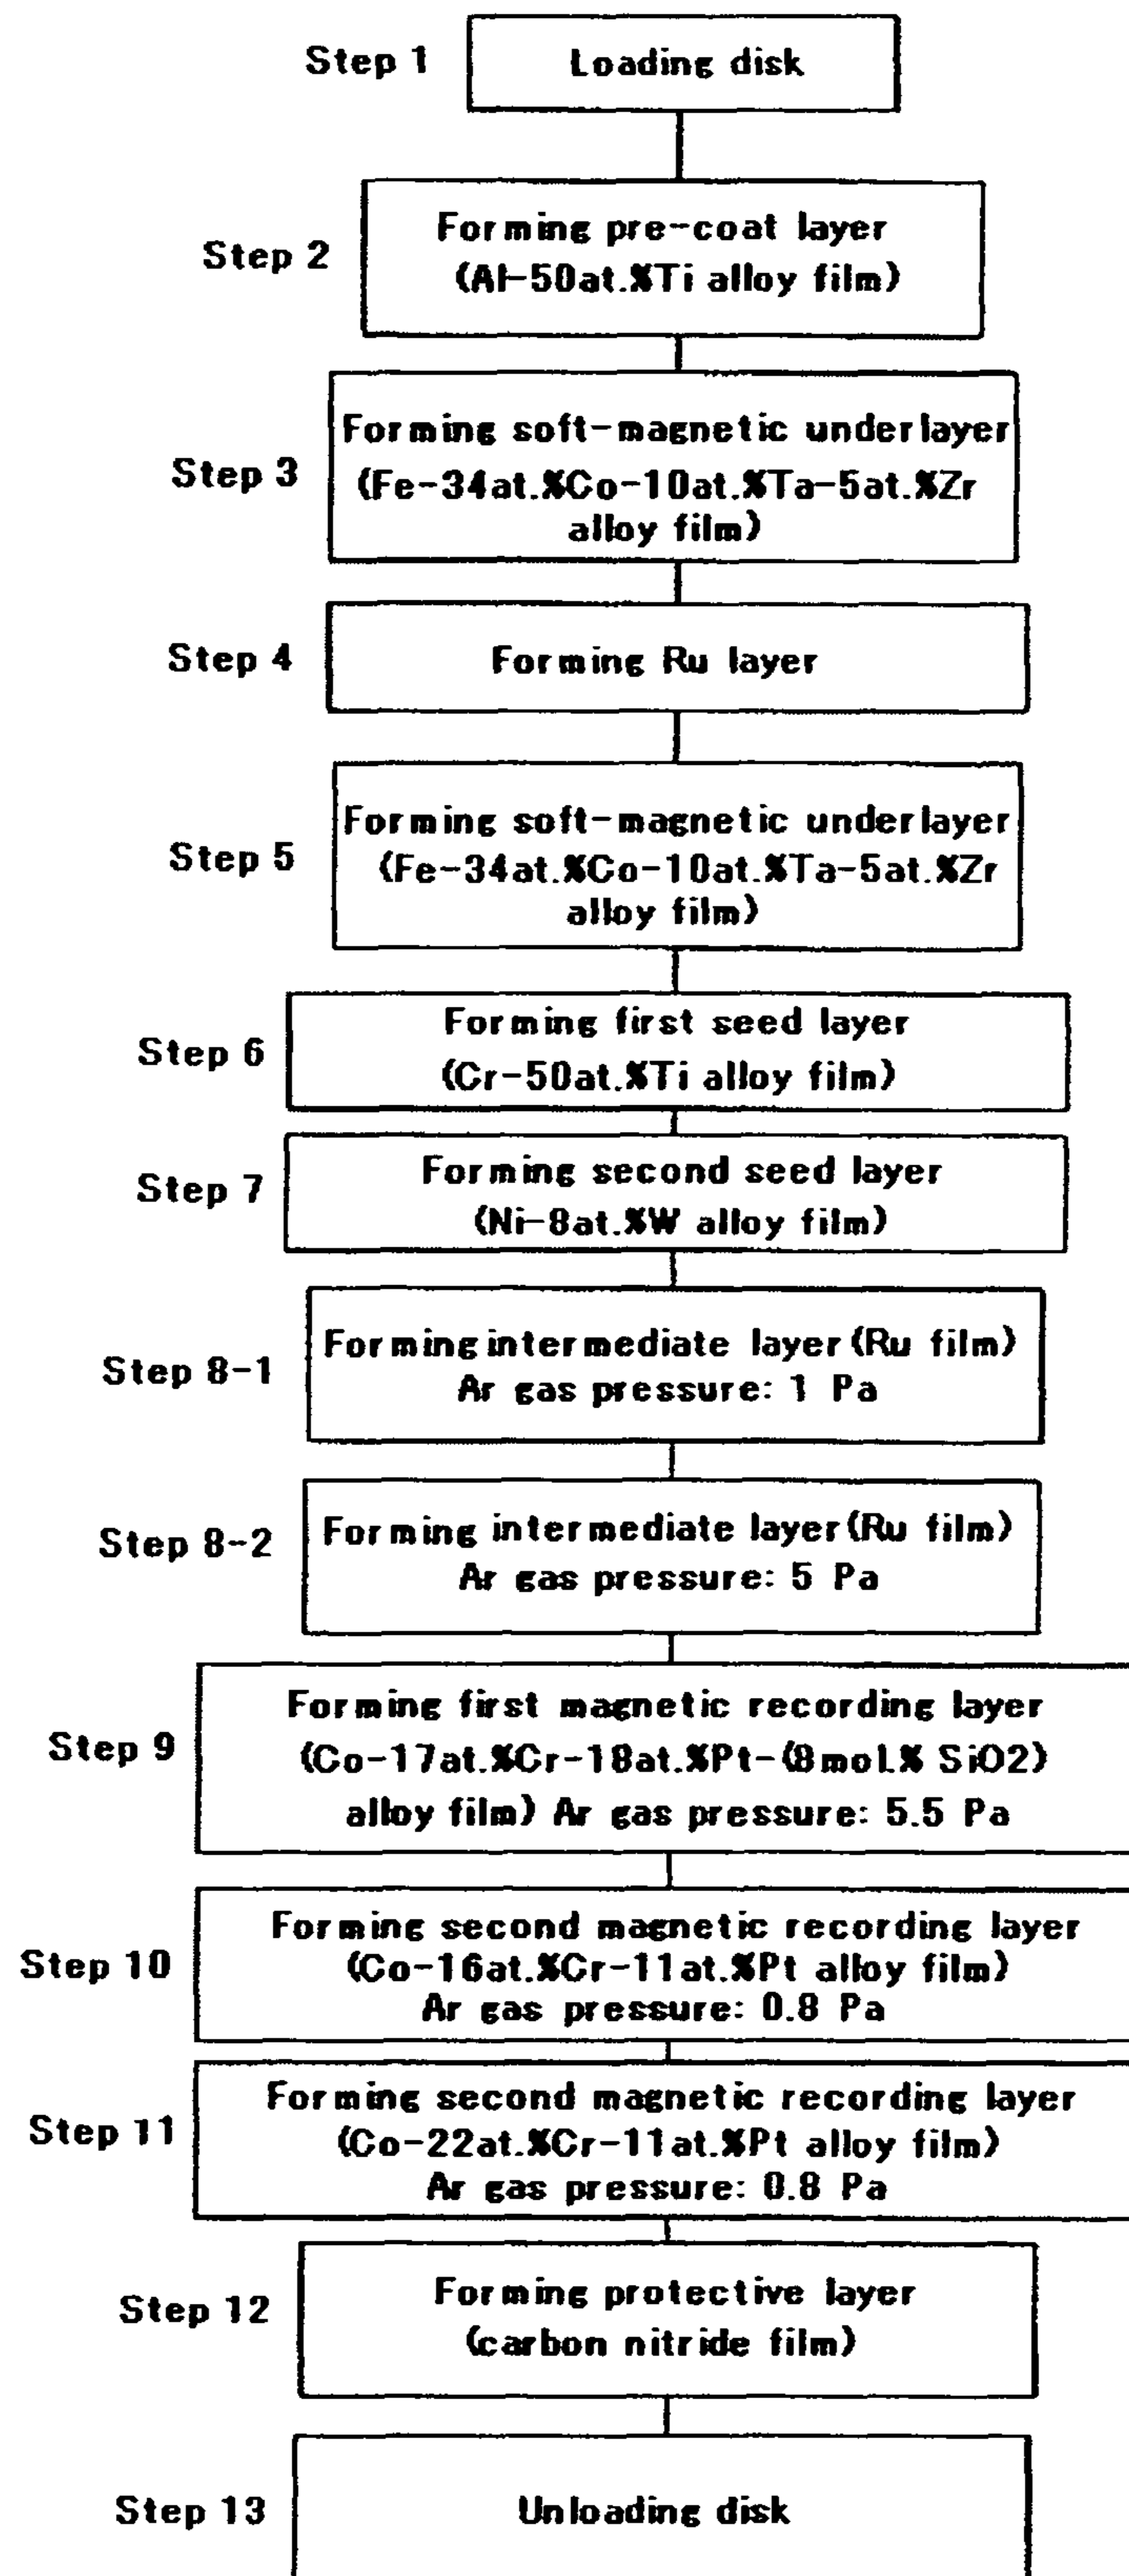 Step 1
Loading disk
Step 2
Forming pre-coat layer
(Al-50at.%Ti alloy film)
Step 3
Forming soft-magnetic underlayer
(Fe-34at.%Co-10at.%Ta-5at.%Zr
alloy film)
Step 4
Forming Ru layer
Step 5
Forming soft-magnetic underlayer
(Fe-34at.%Co-10at.%Ta-5at.%Zr
alloy film)
Step 6
Forming first seed layer
(Cr-50at.%Ti alloy film)
Step 7
Forming second seed layer
(Ni-8at.%W alloy film)
Step 8-1
Forming intermediate layer(Ru film)
Ar gas pressure: 1 Pa
Step 8-2
Forming intermediate layer(Ru film)
Ar gas pressure: 5 Pa
Step 9
Forming first magnetic recording layer
(Co-17at.%Cr-18at.%Pt-(8mol.% SiO2)
alloy film) Ar gas pressure: 5.5 Pa
Step 10
Forming second magnetic recording layer
(Co-16at.%Cr-11at.%Pt alloy film)
Ar gas pressure: 0.8 Pa
Step 11
Forming second magnetic recording layer
(Co-22at.%Cr-11at.%Pt alloy film)
Ar gas pressure: 0.8 Pa
Step 12
Forming protective layer
(carbon nitride film)
Step 13
Unloading disk